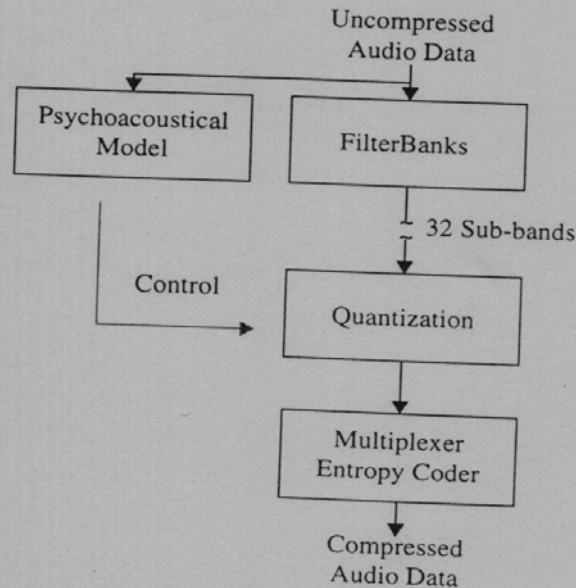 Uncompressed
Audio Data
Psychoacoustical
Model
FilterBanks
32 Sub-bands
Control
Quantization
Multiplexer
Entropy Coder
Compressed
Audio Data